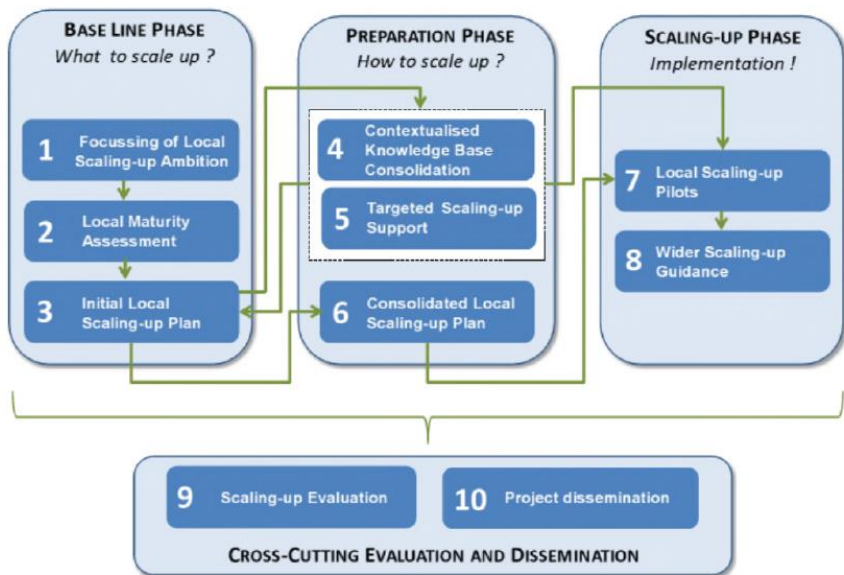 BASE LINE PHASE
What to scale up ?
1 Focussing of Local
Scaling-up Ambition
2 Local Maturity
Assessment
3 Initial Local
Scaling-up Plan
PREPARATION PHASE
How to scale up ?
4 Contextualised
Knowledge Base
Consolidation
5 Targeted Scaling-up
Support
6 Consolidated Local
Scaling-up Plan
SCALING-UP PHASE
Implementation !
7 Local Scaling-up
Pilots
8 Wider Scaling-up
Guidance
9 Scaling-up Evaluation
10 Project dissemination
CROSS-CUTTING EVALUATION AND DISSEMINATION